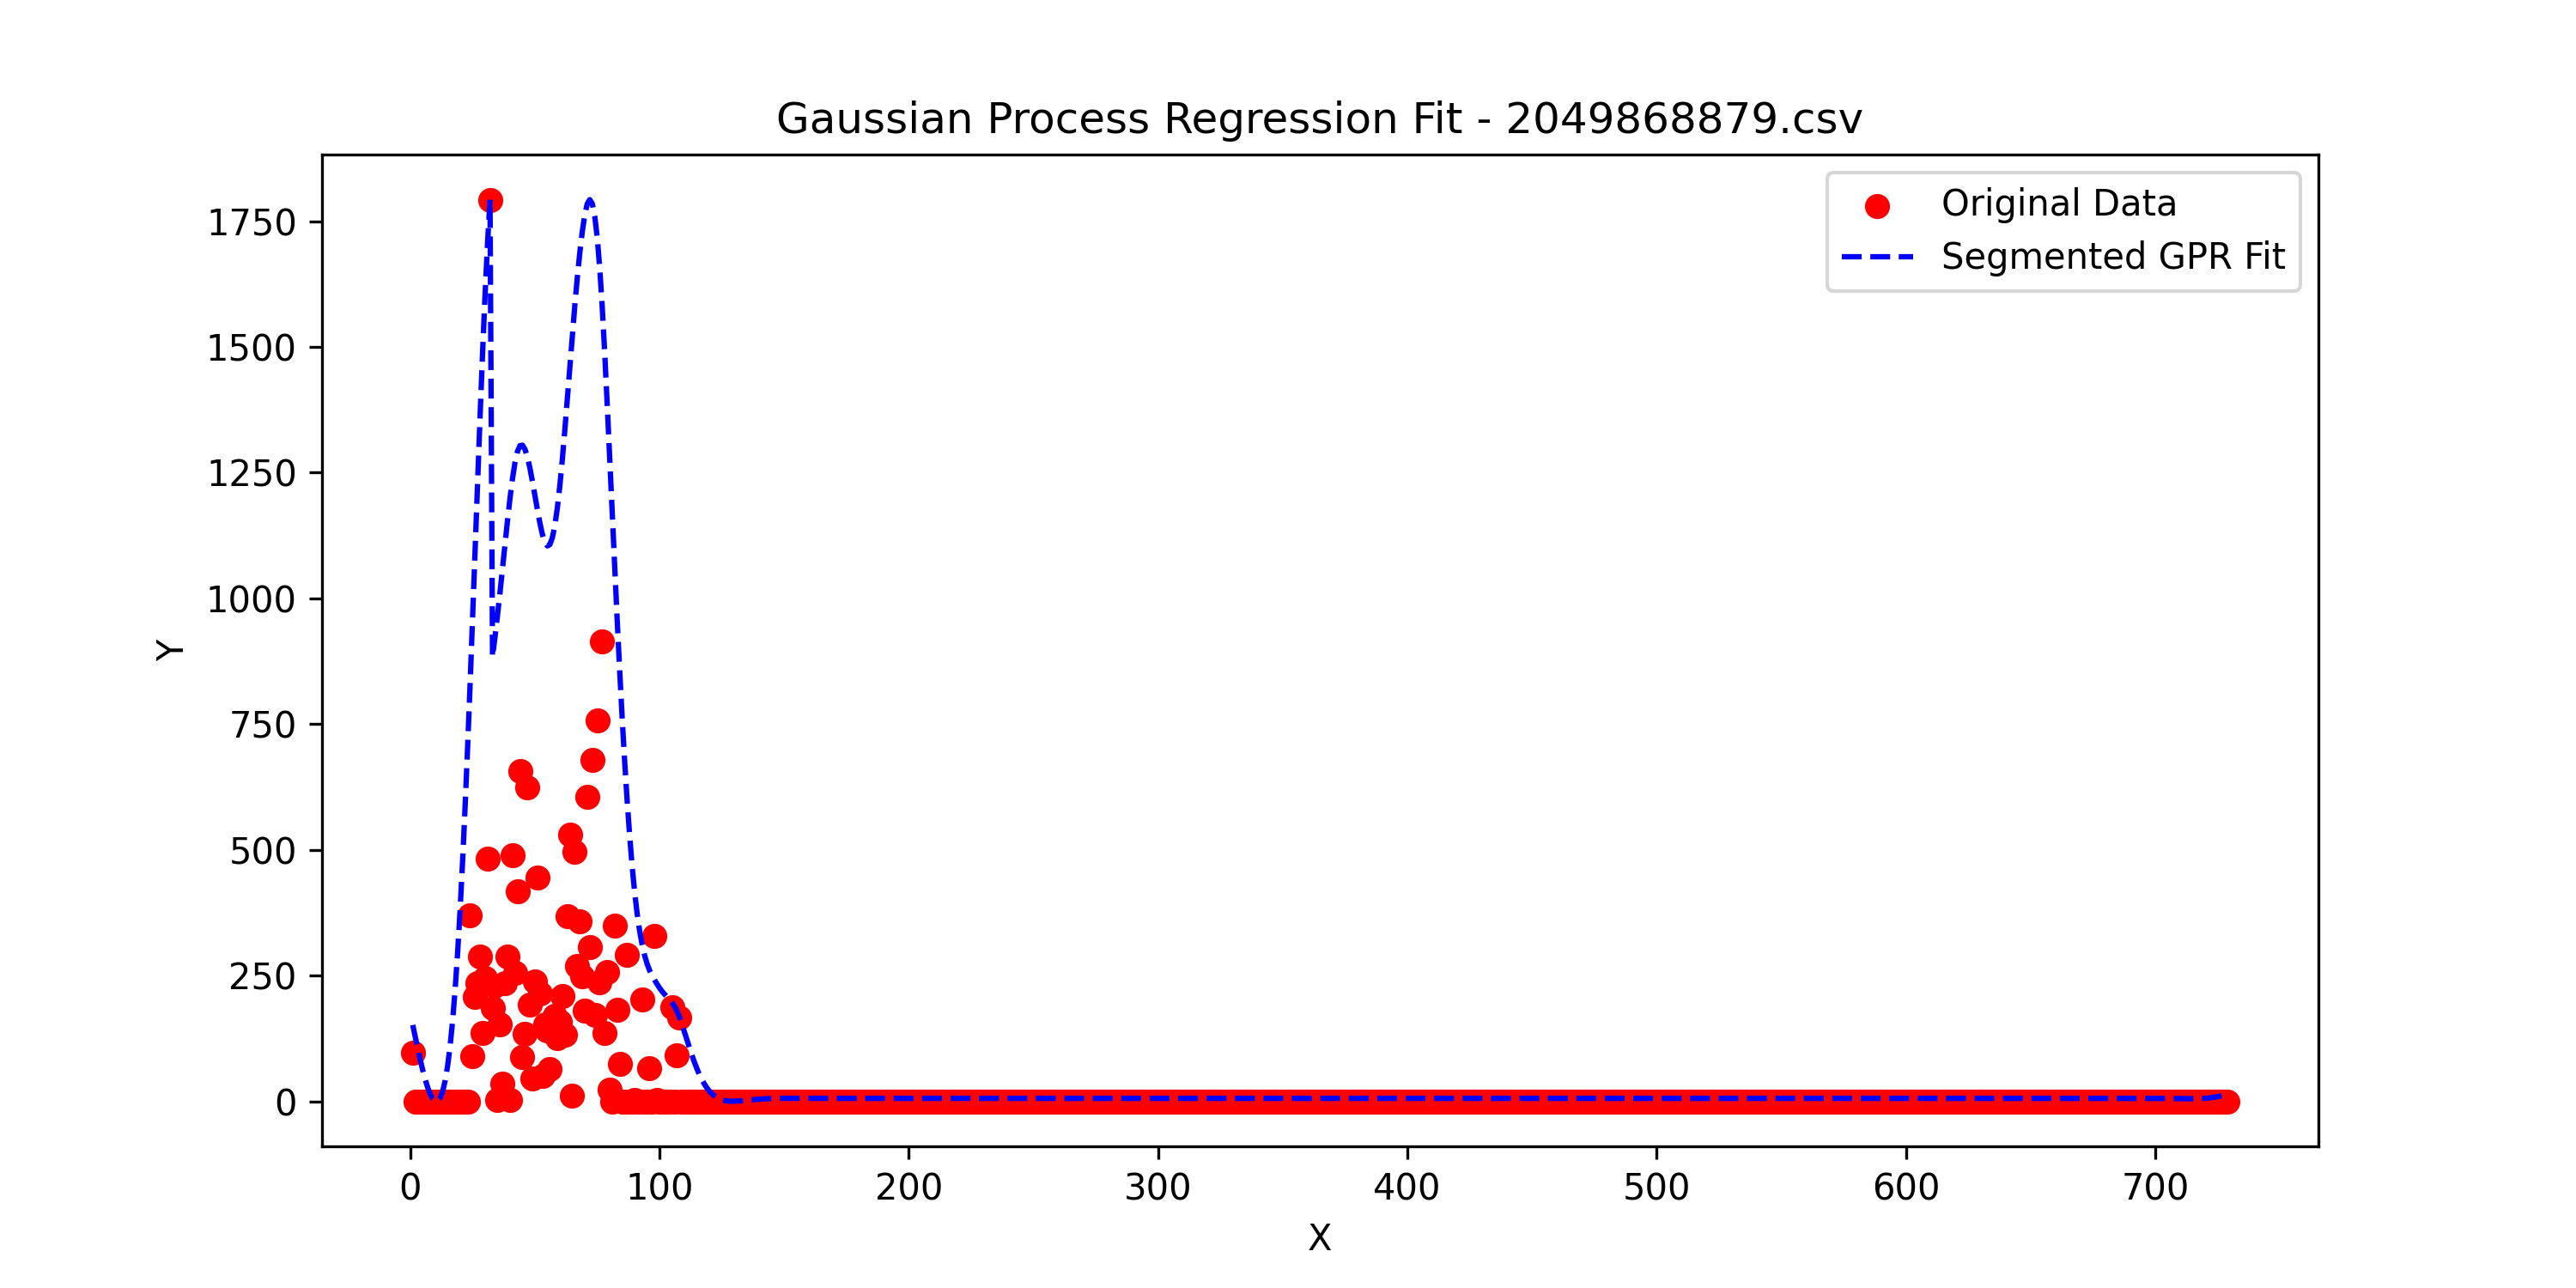 Gaussian Process Regression Fit - 2049868879.csv
Original Data
Segmented GPR Fit
1750
1500
1250
1000
750
500
250
0
Y
0 100 200 300 400 500 600 700
X